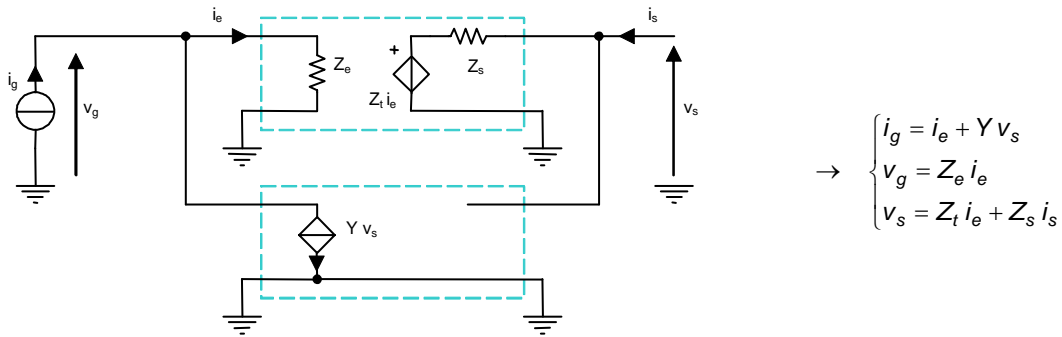 i_e
i_s
i_g
v_g
Z_e
+
Z_t i_e
Z_s
v_s
Y v_s
→ { i_g = i_e + Y v_s
v_g = Z_e i_e
v_s = Z_t i_e + Z_s i_s